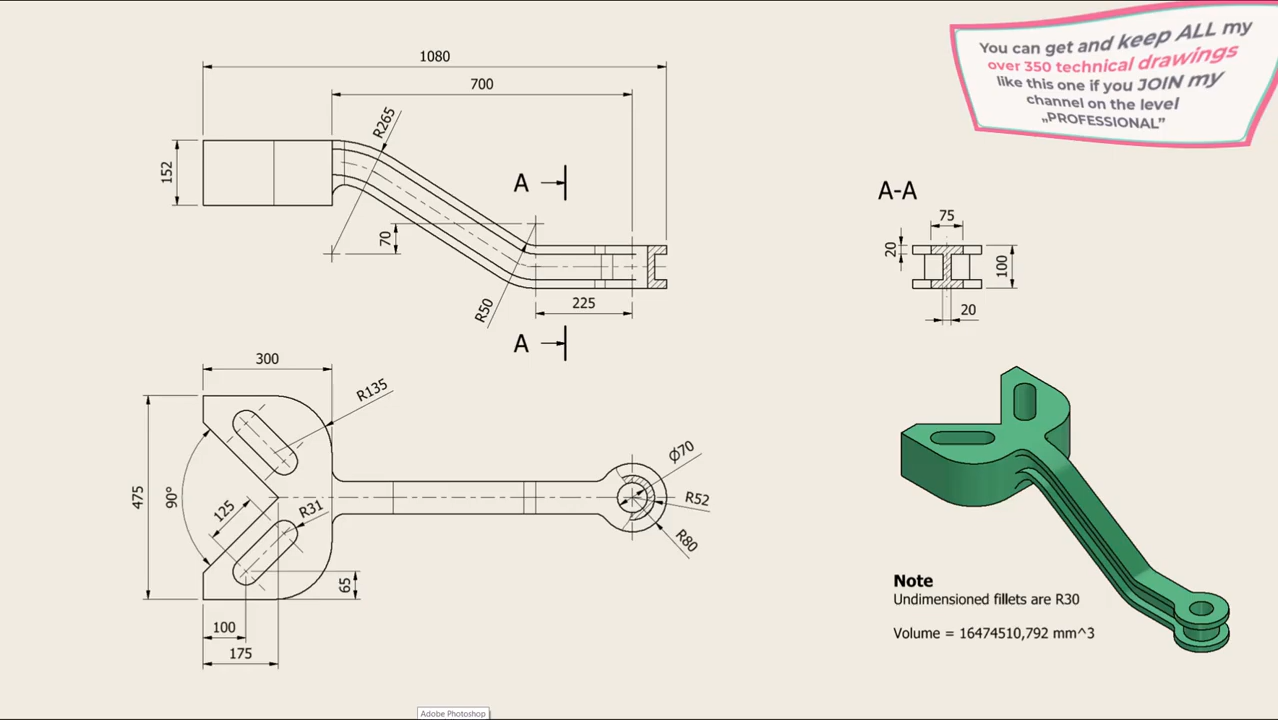 You can get and keep ALL my
over 350 technical drawings
like this one if you JOIN my
channel on the level
„PROFESSIONAL”
1080
700
R265
152
A
70
R50
225
A
A-A
75
20
100
20
300
R135
475
90°
125
R31
65
100
175
Ø70
R52
R80
Note
Undimensioned fillets are R30
Volume = 16474510,792 mm^3
Adobe Photoshop